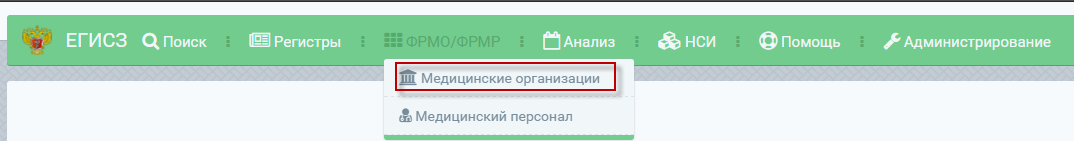 ЕГИСЗ Поиск Регистры ФРМО/ФРМР Анализ НСИ Помощь Администрирование
Медицинские организации
Медицинский персонал